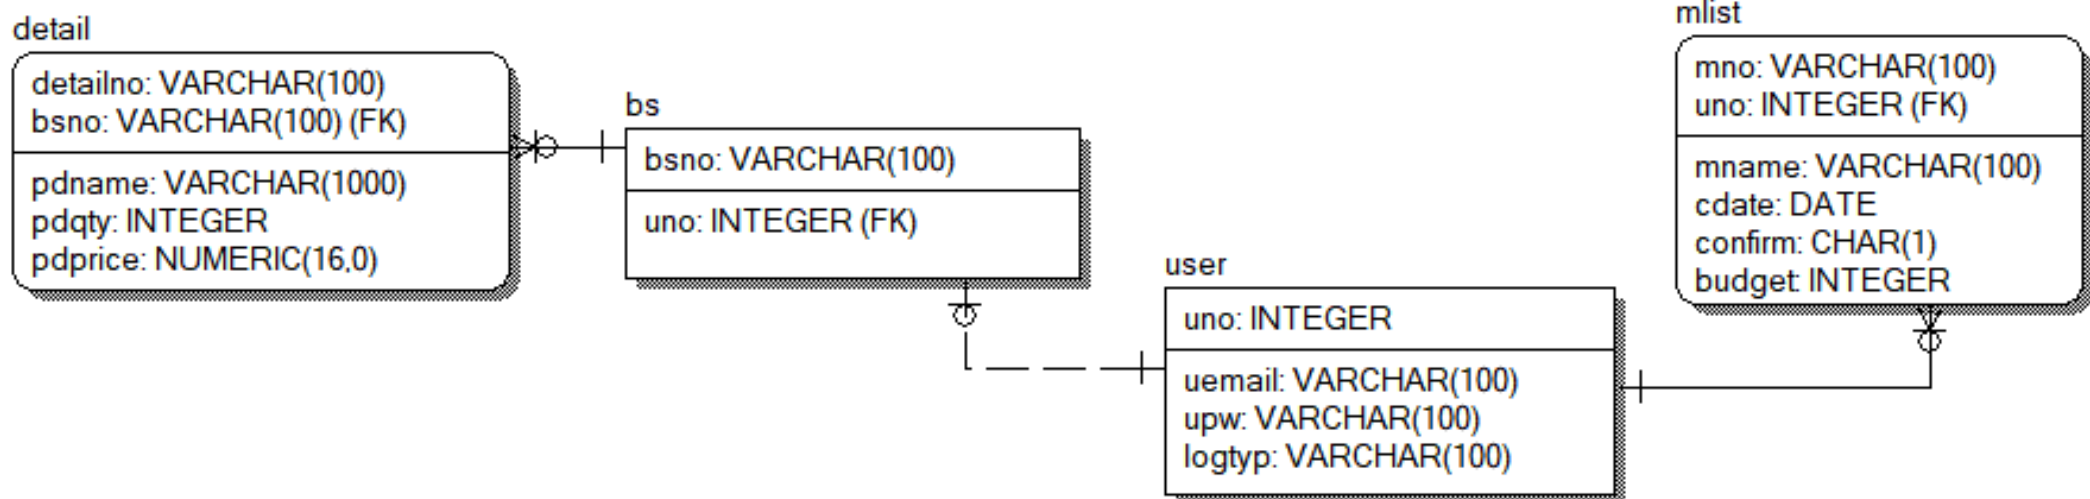 detail
detailno: VARCHAR(100)
bsno: VARCHAR(100) (FK)
pdname: VARCHAR(1000)
pdqty: INTEGER
pdprice: NUMERIC(16,0)
bs
bsno: VARCHAR(100)
uno: INTEGER (FK)
user
uno: INTEGER
uemail: VARCHAR(100)
upw: VARCHAR(100)
logtyp: VARCHAR(100)
mlist
mno: VARCHAR(100)
uno: INTEGER (FK)
mname: VARCHAR(100)
cdate: DATE
confirm: CHAR(1)
budget: INTEGER